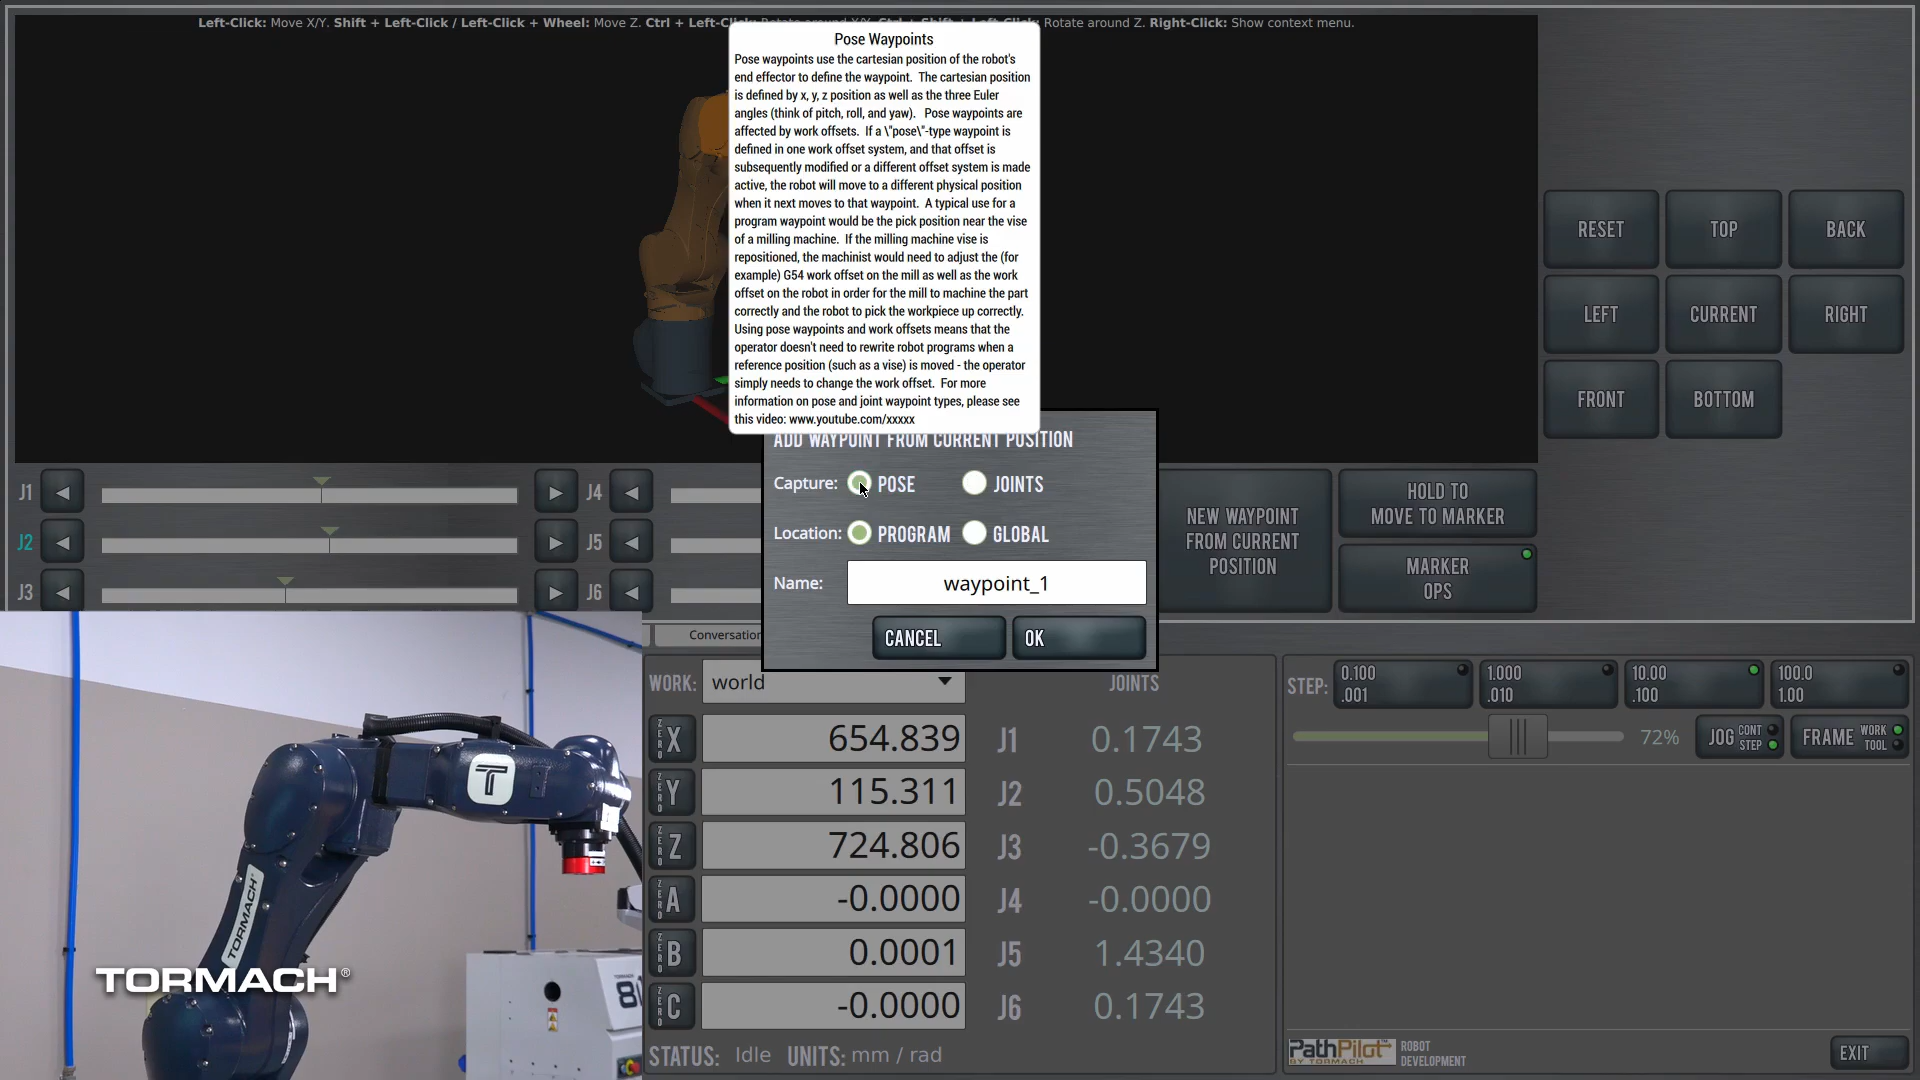 Left-Click: Move X/Y. Shift + Left-Click / Left-Click + Wheel: Move Z. Ctrl + Left-Cl Rotate around Z. Right-Click: Show context menu.
Pose Waypoints
Pose waypoints use the cartesian position of the robot's
end effector to define the waypoint. The cartesian position
is defined by x, y, z position as well as the three Euler
angles (think of pitch, roll, and yaw). Pose waypoints are
affected by work offsets. If a \"pose\"-type waypoint is
defined in one work offset system, and that offset is
subsequently modified or a different offset system is made
active, the robot will move to a different physical position
when it next moves to that waypoint. A typical use for a
program waypoint would be the pick position near the vise
of a milling machine. If the milling machine vise is
repositioned, the machinist would need to adjust the (for
example) G54 work offset on the mill as well as the work
offset on the robot in order for the mill to machine the part
correctly and the robot to pick the workpiece up correctly.
Using pose waypoints and work offsets means that the
operator doesn't need to rewrite robot programs when a
reference position (such as a vise) is moved - the operator
simply needs to change the work offset. For more
information on pose and joint waypoint types, please see
this video: www.youtube.com/xxxxx
RESET
TOP
BACK
LEFT
CURRENT
RIGHT
FRONT
BOTTOM
ADD WAYPOINT FROM CURRENT POSITION
Capture: POSE JOINTS
Location: PROGRAM GLOBAL
Name: waypoint_1
CANCEL
OK
J1
J2
J3
J4
J5
J6
NEW WAYPOINT
FROM CURRENT
POSITION
HOLD TO
MOVE TO MARKER
MARKER
OPS
Conversatio
WORK: world
JOINTS
ZERO X 654.839 J1 0.1743
ZERO Y 115.311 J2 0.5048
ZERO Z 724.806 J3 -0.3679
ZERO A -0.0000 J4 -0.0000
ZERO B 0.0001 J5 1.4340
ZERO C -0.0000 J6 0.1743
STATUS: Idle UNITS: mm / rad
STEP:
0.100
.001
1.000
.010
10.00
.100
100.0
1.00
72%
JOG CONT
STEP
FRAME WORK
TOOL
PathPilot
BY TORMACH
ROBOT
DEVELOPMENT
EXIT
T
TORMACH
TORMACH®
TORMACH
8